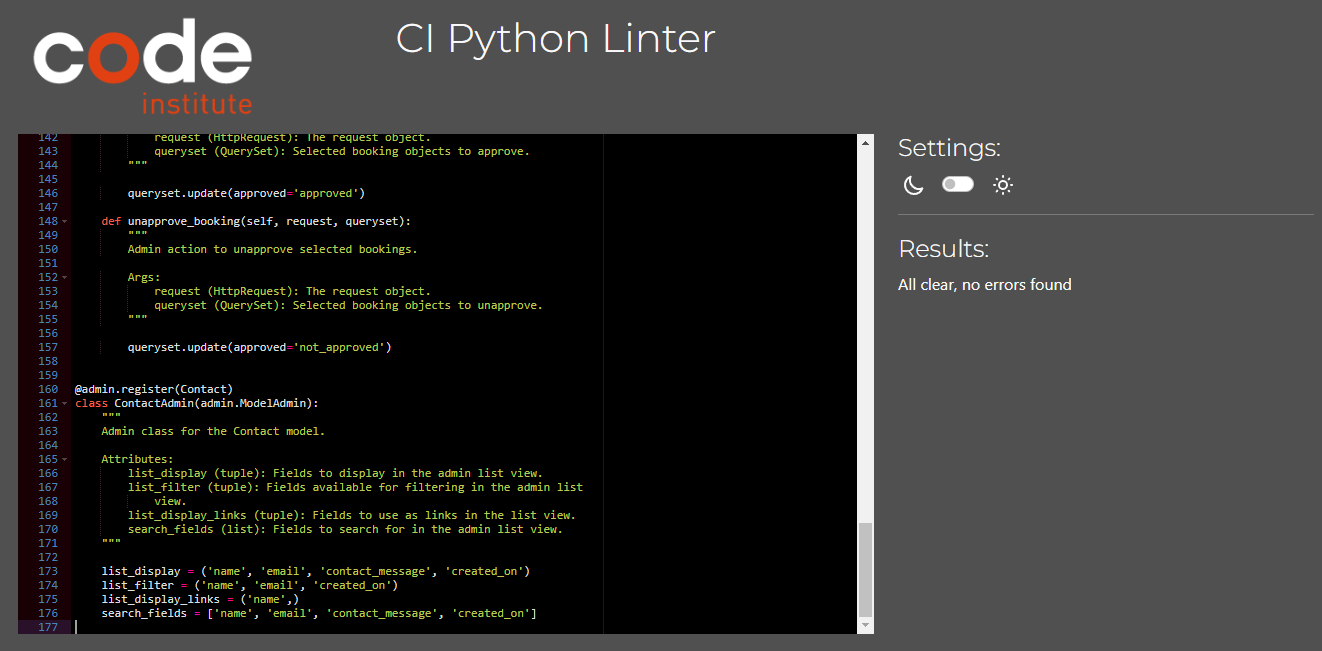 code
institute
CI Python Linter
142 request (HttpRequest): The request object.
143 queryset (QuerySet): Selected booking objects to approve.
144 """
145
146 queryset.update(approved='approved')
147
148 def unapprove_booking(self, request, queryset):
149 """
150 Admin action to unapprove selected bookings.
151
152 Args:
153 request (HttpRequest): The request object.
154 queryset (QuerySet): Selected booking objects to unapprove.
155 """
156
157 queryset.update(approved='not_approved')
158
159
160 @admin.register(Contact)
161 class ContactAdmin(admin.ModelAdmin):
162 """
163 Admin class for the Contact model.
164
165 Attributes:
166 list_display (tuple): Fields to display in the admin list view.
167 list_filter (tuple): Fields available for filtering in the admin list
168 view.
169 list_display_links (tuple): Fields to use as links in the list view.
170 search_fields (list): Fields to search for in the admin list view.
171 """
172
173 list_display = ('name', 'email', 'contact_message', 'created_on')
174 list_filter = ('name', 'email', 'created_on')
175 list_display_links = ('name',)
176 search_fields = ['name', 'email', 'contact_message', 'created_on']
177
Settings:
Results:
All clear, no errors found